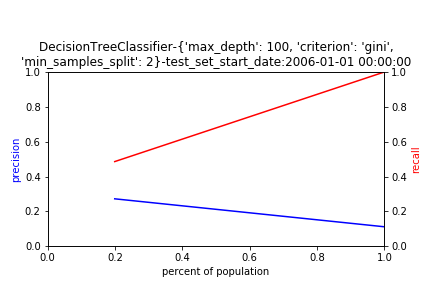 DecisionTreeClassifier-{'max_depth': 100, 'criterion': 'gini',
'min_samples_split': 2}-test_set_start_date:2006-01-01 00:00:00
1.0
0.8
0.6
0.4
0.2
0.0
precision
1.0
0.8
0.6
0.4
0.2
0.0
recall
0.0 0.2 0.4 0.6 0.8 1.0
percent of population